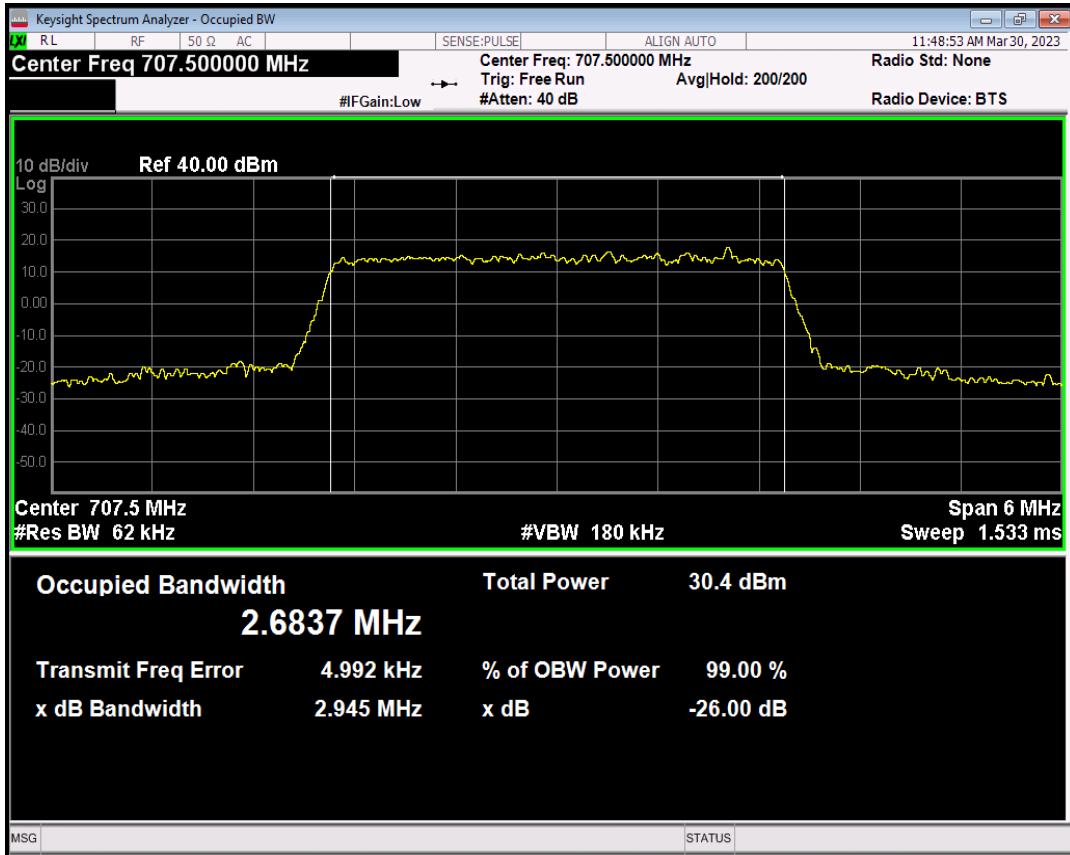 Keysight Spectrum Analyzer - Occupied BW
LXI RL RF 50 Ω AC SENSE:PULSE ALIGN AUTO 11:48:53 AM Mar 30, 2023
Center Freq 707.500000 MHz Center Freq: 707.500000 MHz Radio Std: None
Trig: Free Run Avg|Hold: 200/200
#IFGain:Low #Atten: 40 dB Radio Device: BTS
10 dB/div Ref 40.00 dBm
Log
30.0
20.0
10.0
0.00
-10.0
-20.0
-30.0
-40.0
-50.0
Center 707.5 MHz Span 6 MHz
#Res BW 62 kHz #VBW 180 kHz Sweep 1.533 ms
Occupied Bandwidth Total Power 30.4 dBm
2.6837 MHz
Transmit Freq Error 4.992 kHz % of OBW Power 99.00 %
x dB Bandwidth 2.945 MHz x dB -26.00 dB
MSG STATUS